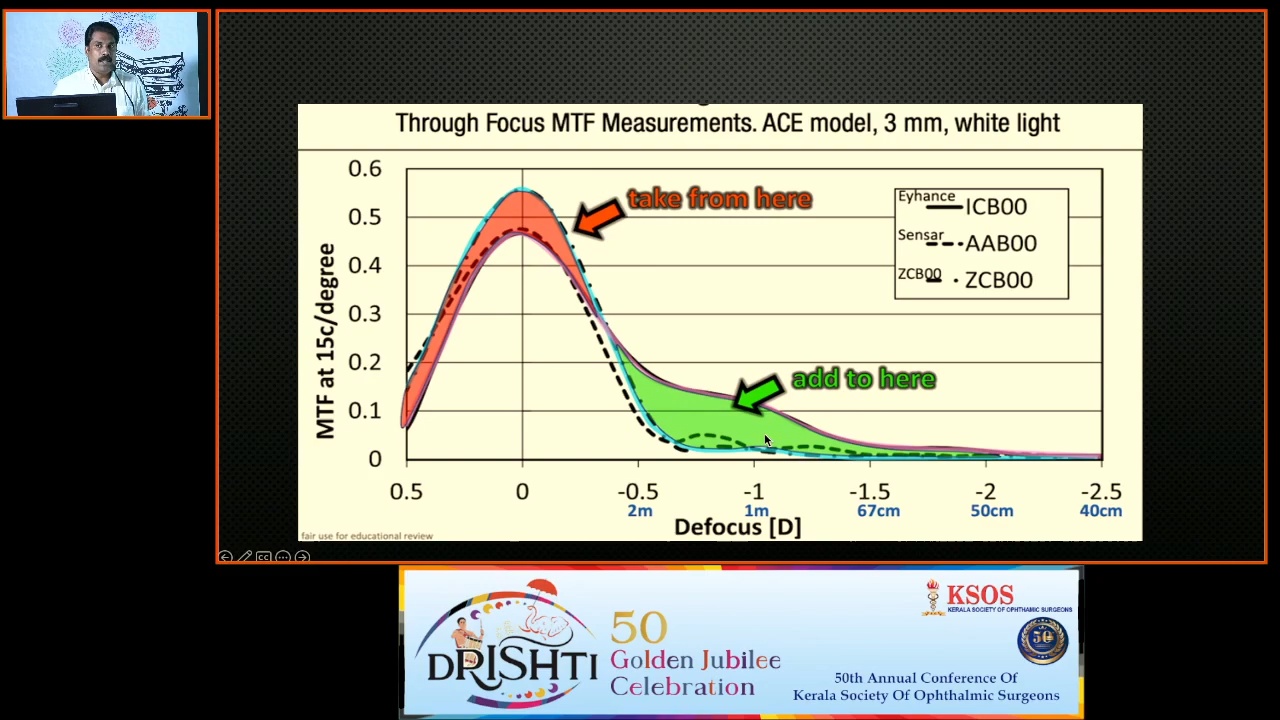 Through Focus MTF Measurements. ACE model, 3 mm, white light
MTF at 15c/degree
0.6
0.5
0.4
0.3
0.2
0.1
0
take from here
add to here
Eyhance ICB00
Sensar AAB00
ZCB00 ZCB00
0.5 0 -0.5 -1 -1.5 -2 -2.5
2m 1m 67cm 50cm 40cm
Defocus [D]
fair use for educational review
DRISHTI
50
Golden Jubilee
Celebration
KSOS
KERALA SOCIETY OF OPHTHAMIC SURGEONS
50
50th Annual Conference Of
Kerala Society Of Ophthalmic Surgeons